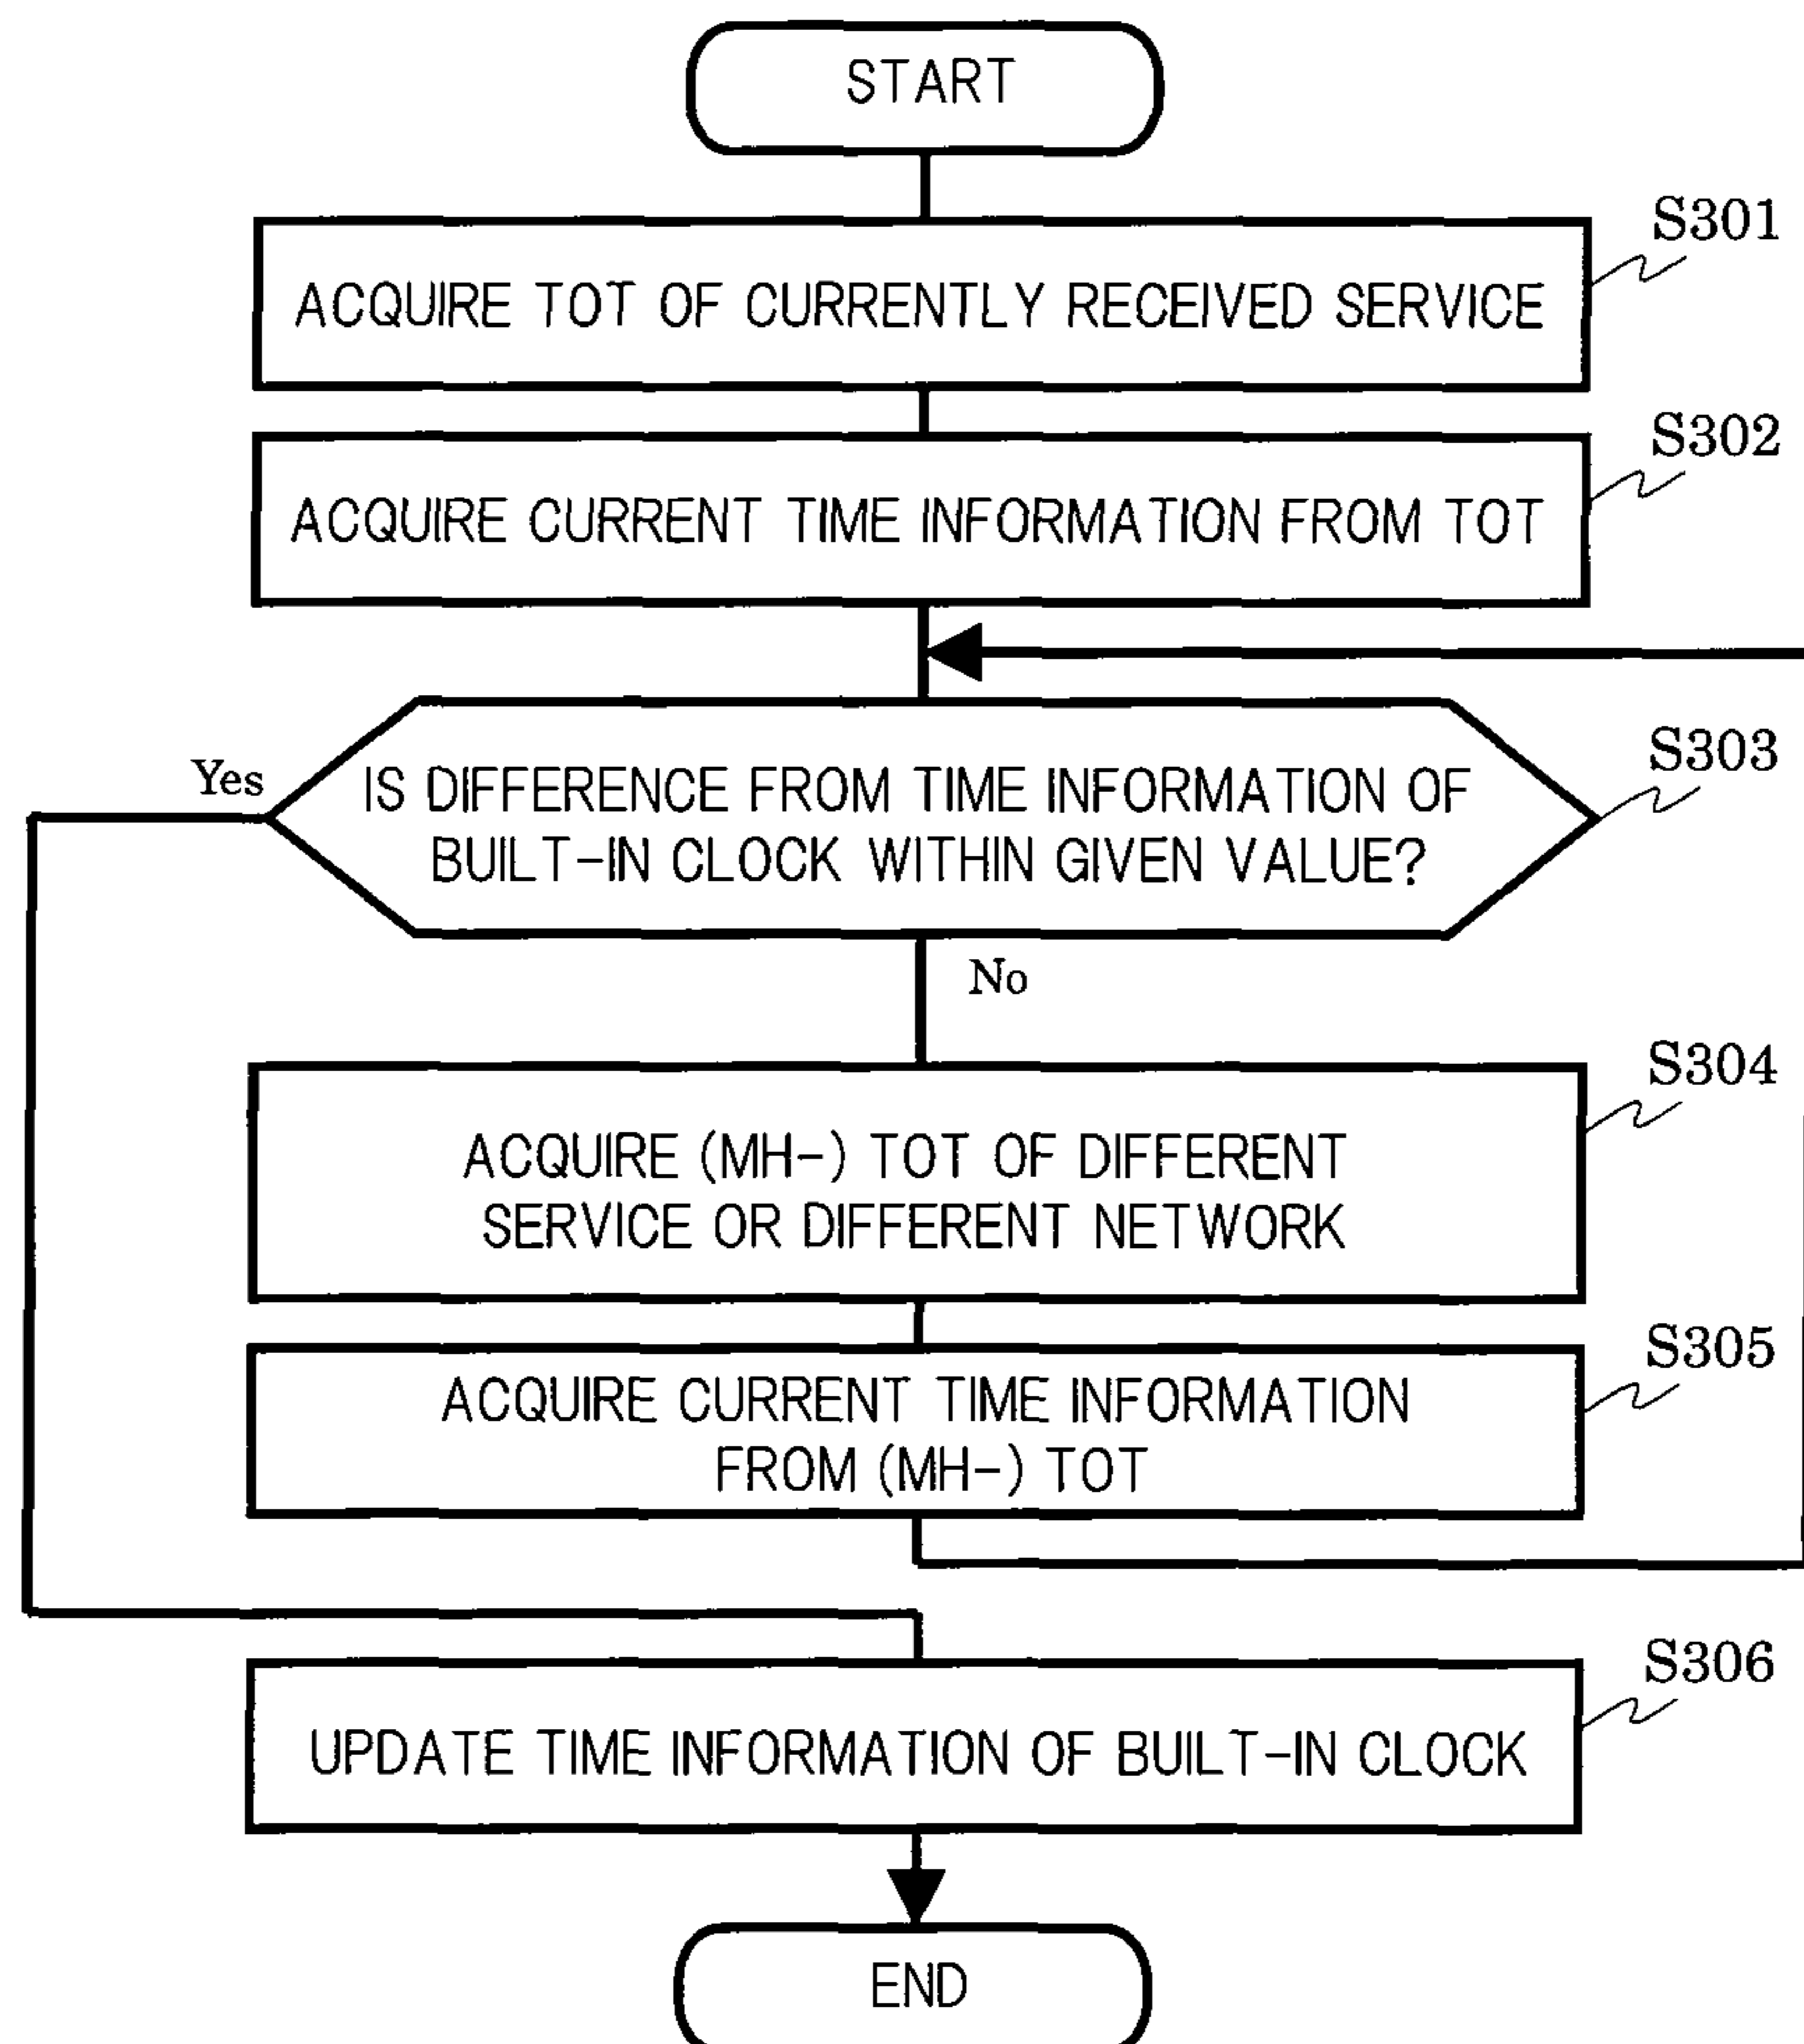 START
S301
ACQUIRE TOT OF CURRENTLY RECEIVED SERVICE
S302
ACQUIRE CURRENT TIME INFORMATION FROM TOT
S303
Yes
IS DIFFERENCE FROM TIME INFORMATION OF
BUILT-IN CLOCK WITHIN GIVEN VALUE?
No
S304
ACQUIRE (MH-) TOT OF DIFFERENT
SERVICE OR DIFFERENT NETWORK
S305
ACQUIRE CURRENT TIME INFORMATION
FROM (MH-) TOT
S306
UPDATE TIME INFORMATION OF BUILT-IN CLOCK
END